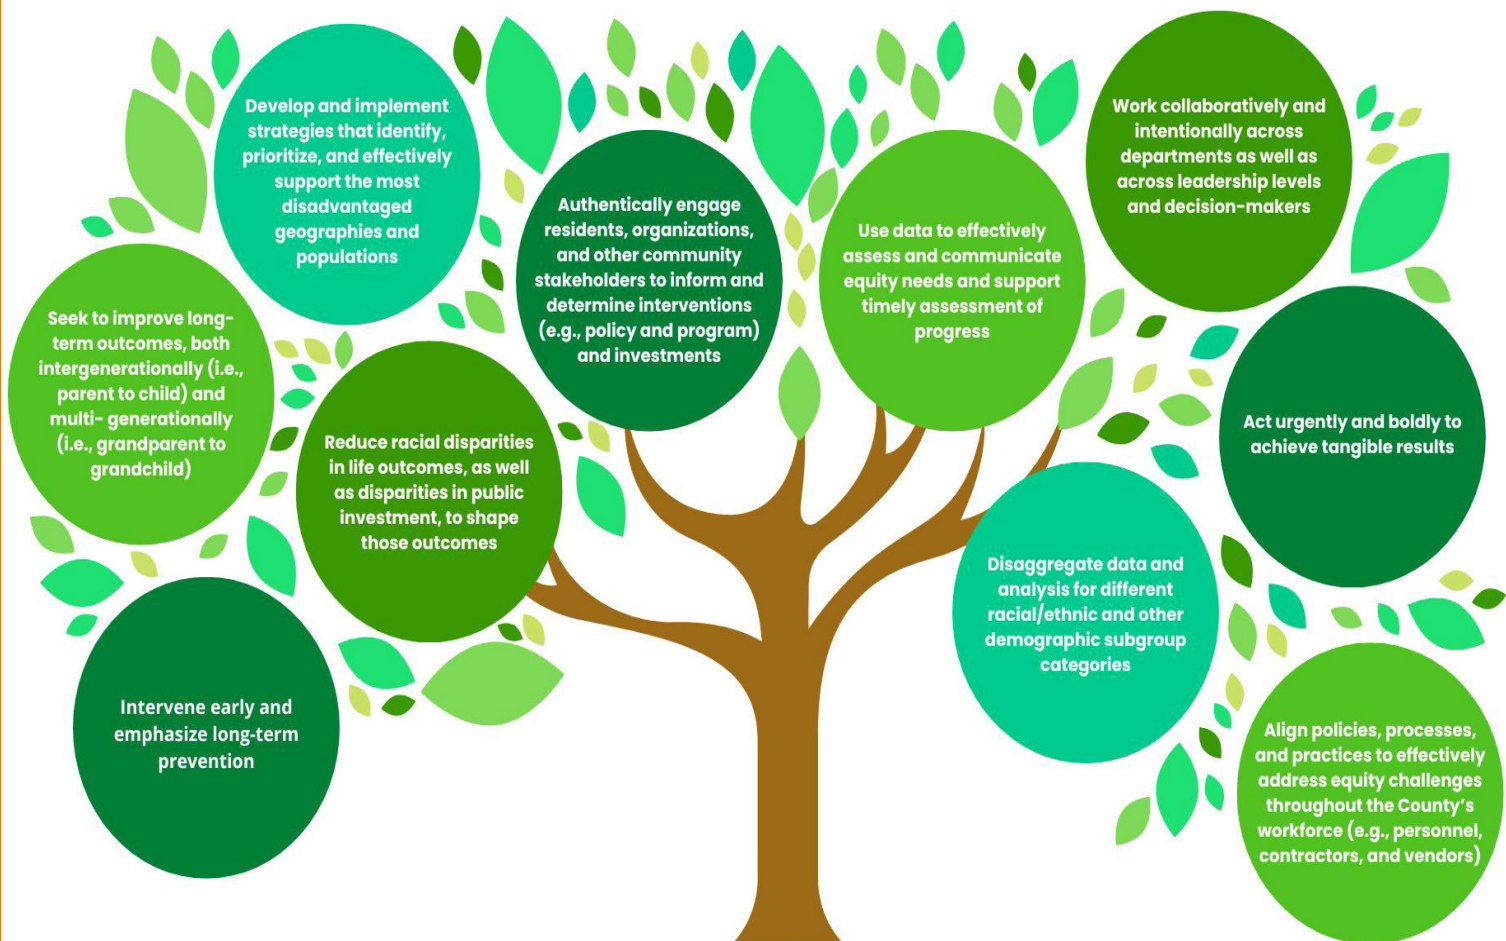 Develop and implement
strategies that identify,
prioritize, and effectively
support the most
disadvantaged
geographies and
populations
Authentically engage
residents, organizations,
and other community
stakeholders to inform and
determine interventions
(e.g., policy and program)
and investments
Use data to effectively
assess and communicate
equity needs and support
timely assessment of
progress
Work collaboratively and
intentionally across
departments as well as
across leadership levels
and decision-makers
Seek to improve long-
term outcomes, both
intergenerationally (i.e.,
parent to child) and
multi- generationally
(i.e., grandparent to
grandchild)
Reduce racial disparities
in life outcomes, as well
as disparities in public
investment, to shape
those outcomes
Act urgently and boldly to
achieve tangible results
Disaggregate data and
analysis for different
racial/ethnic and other
demographic subgroup
categories
Intervene early and
emphasize long-term
prevention
Align policies, processes,
and practices to effectively
address equity challenges
throughout the County's
workforce (e.g., personnel,
contractors, and vendors)